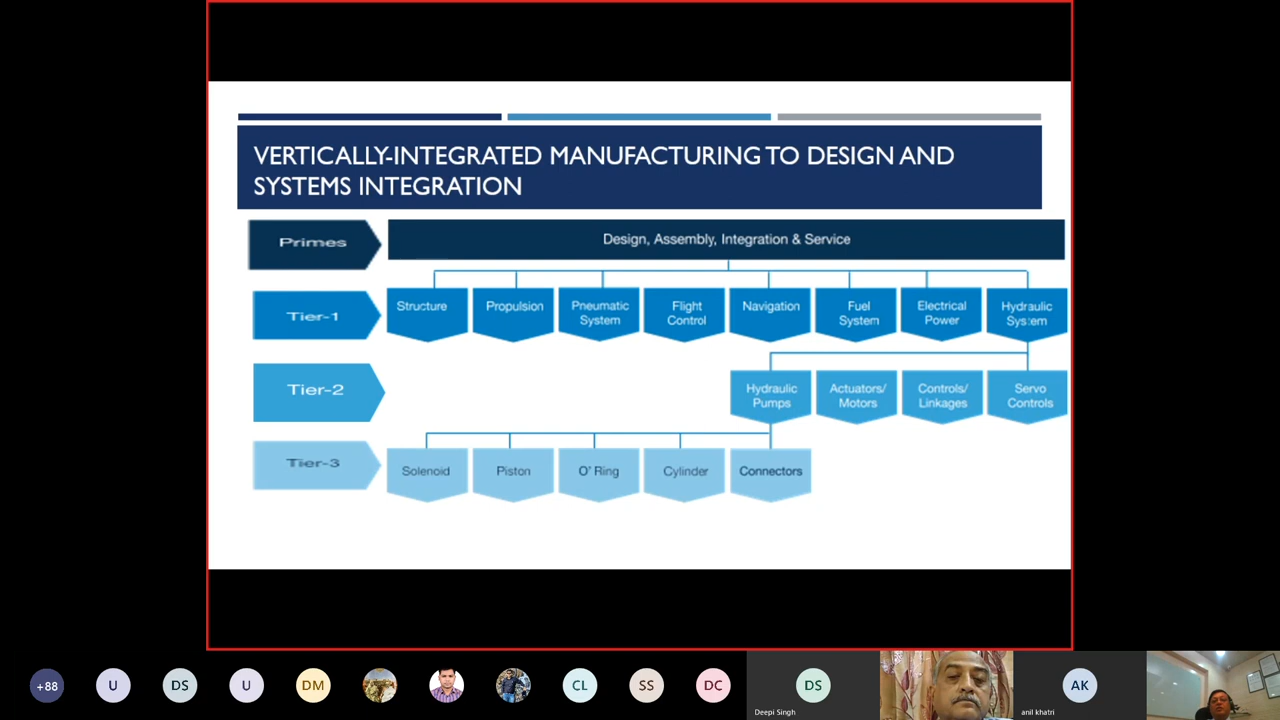 VERTICALLY-INTEGRATED MANUFACTURING TO DESIGN AND
SYSTEMS INTEGRATION
Primes
Design, Assembly, Integration & Service
Tier-1
Structure
Propulsion
Pneumatic
System
Flight
Control
Navigation
Fuel
System
Electrical
Power
Hydraulic
System
Tier-2
Hydraulic
Pumps
Actuators/
Motors
Controls/
Linkages
Servo
Controls
Tier-3
Solenoid
Piston
O' Ring
Cylinder
Connectors
+88
U
DS
U
DM
CL
SS
DC
DS
Deepi Singh
AK
anil khatri